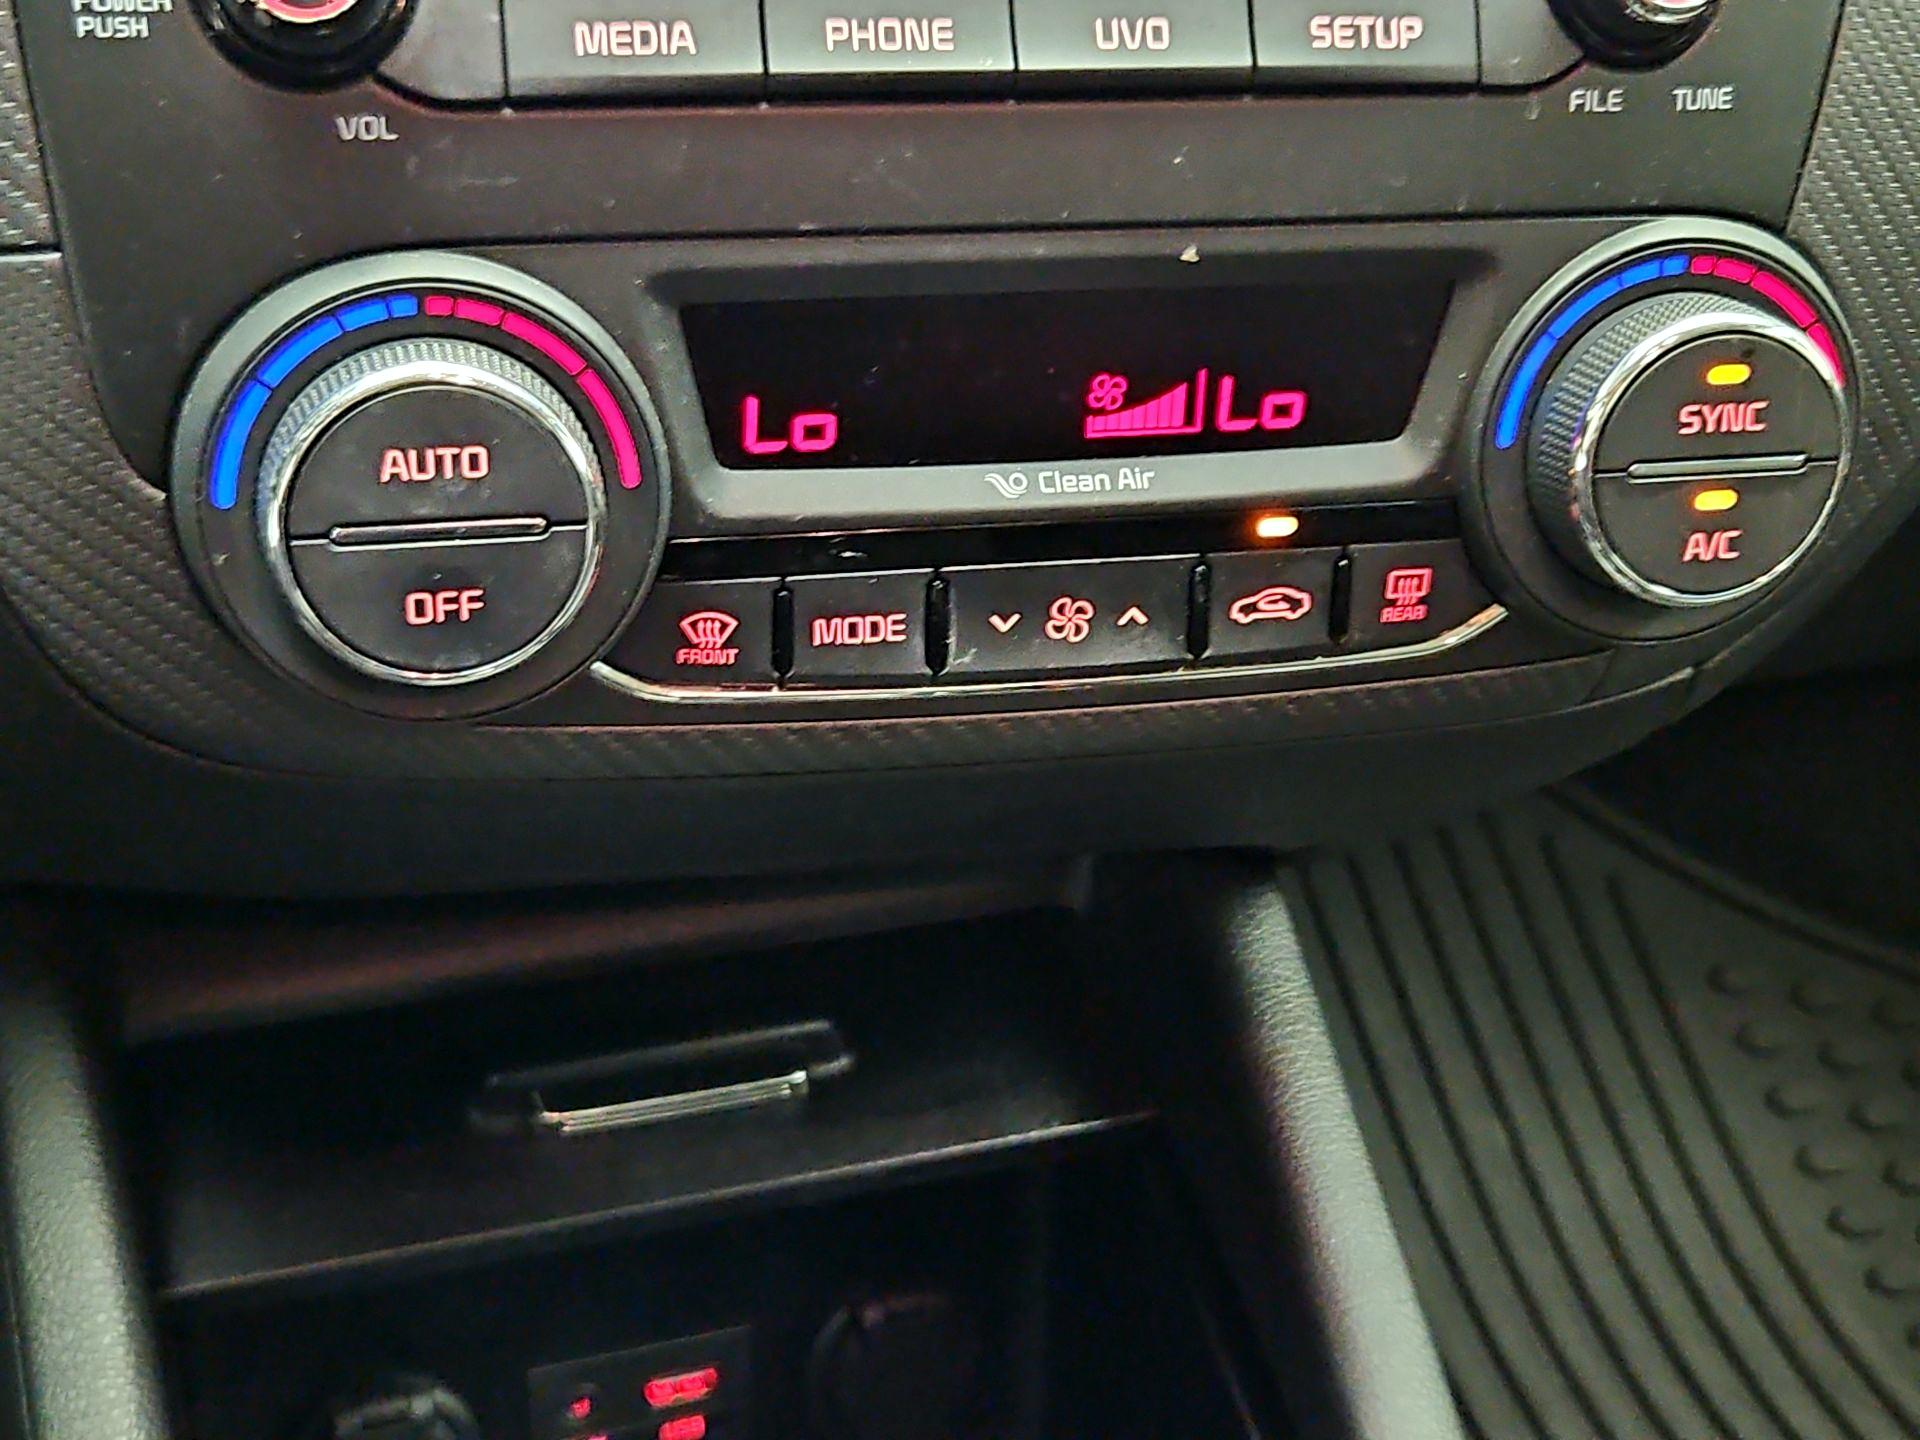 POWER
PUSH
VOL
MEDIA
PHONE
UVO
SETUP
FILE
TUNE
AUTO
OFF
Lo
Lo
Clean Air
FRONT
MODE
REAR
SYNC
A/C